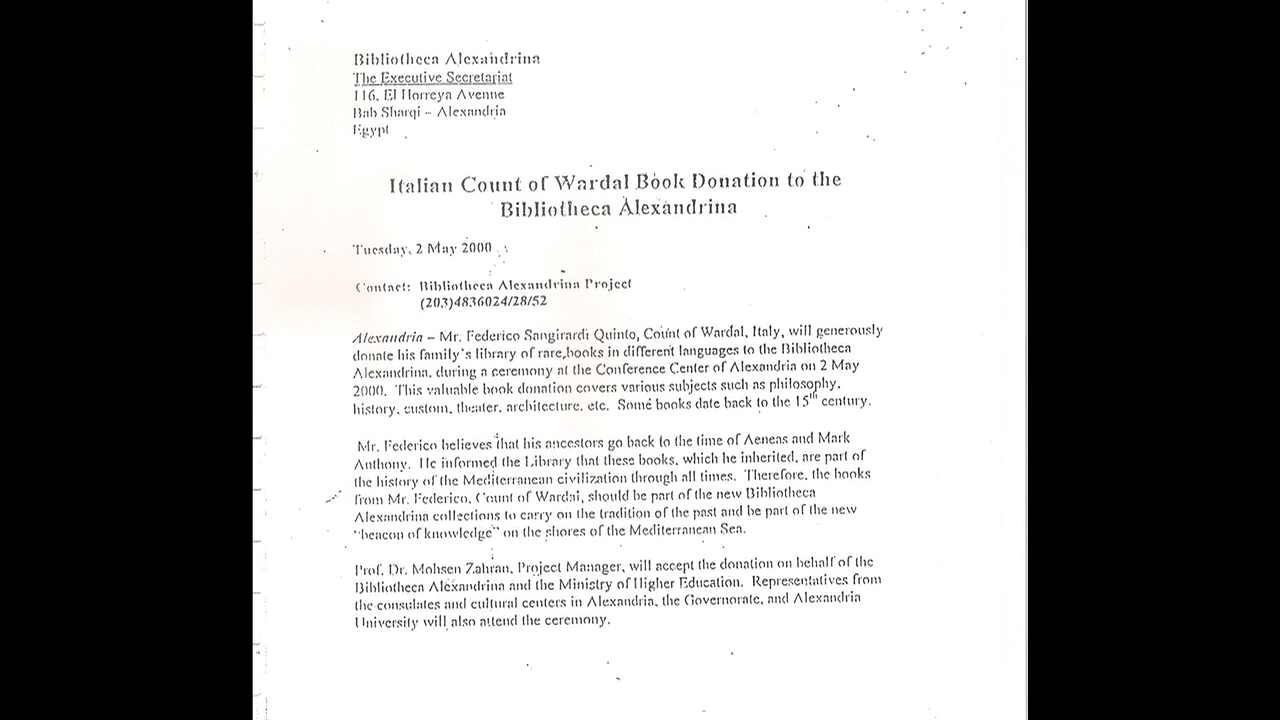 Bibliotheca Alexandrina
The Executive Secretariat
116, El Horreya Avenue
Bab Sharqi – Alexandria
Egypt
Italian Count of Wardal Book Donation to the
Bibliotheca Alexandrina
Tuesday, 2 May 2000
Contact: Bibliotheca Alexandrina Project
(203)4836024/28/52
Alexandria – Mr. Federico Sangirardi Quinto, Count of Wardal, Italy, will generously
donate his family's library of rare books in different languages to the Bibliotheca
Alexandrina, during a ceremony at the Conference Center of Alexandria on 2 May
2000. This valuable book donation covers various subjects such as philosophy,
history, custom, theater, architecture, etc. Some books date back to the 15th century.
Mr. Federico believes that his ancestors go back to the time of Aeneas and Mark
Anthony. He informed the Library that these books, which he inherited, are part of
the history of the Mediterranean civilization through all times. Therefore, the books
from Mr. Federico, Count of Wardal, should be part of the new Bibliotheca
Alexandrina collections to carry on the tradition of the past and be part of the new
"beacon of knowledge" on the shores of the Mediterranean Sea.
Prof. Dr. Mohsen Zahran, Project Manager, will accept the donation on behalf of the
Bibliotheca Alexandrina and the Ministry of Higher Education. Representatives from
the consulates and cultural centers in Alexandria, the Governorate, and Alexandria
University will also attend the ceremony.